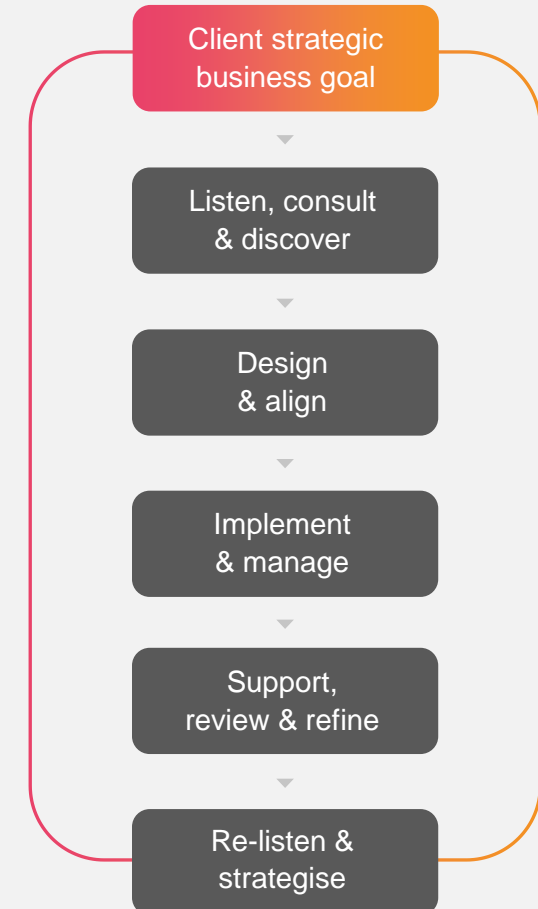 Client strategic
business goal
Listen, consult
& discover
Design
& align
Implement
& manage
Support,
review & refine
Re-listen &
strategise